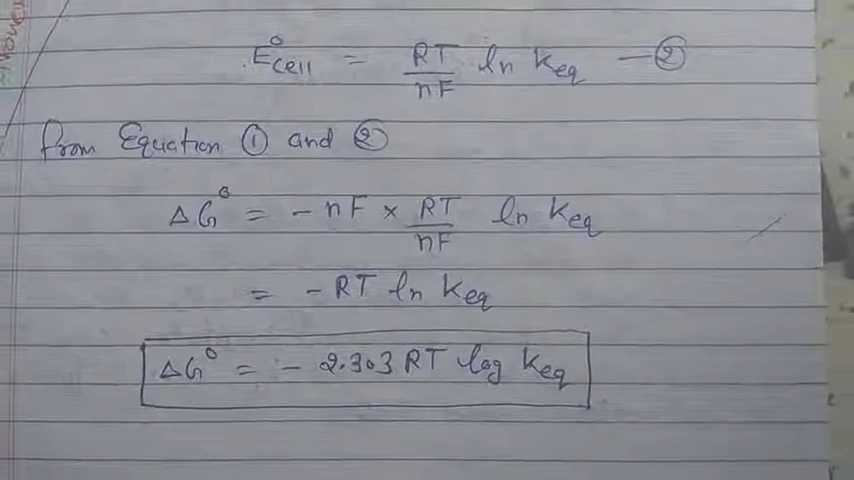 E°cell = RT/nF ln Keq — ②
from Equation ① and ②
ΔG° = - nF × RT/nF ln Keq
= - RT ln Keq
ΔG° = - 2.303 RT log Keq